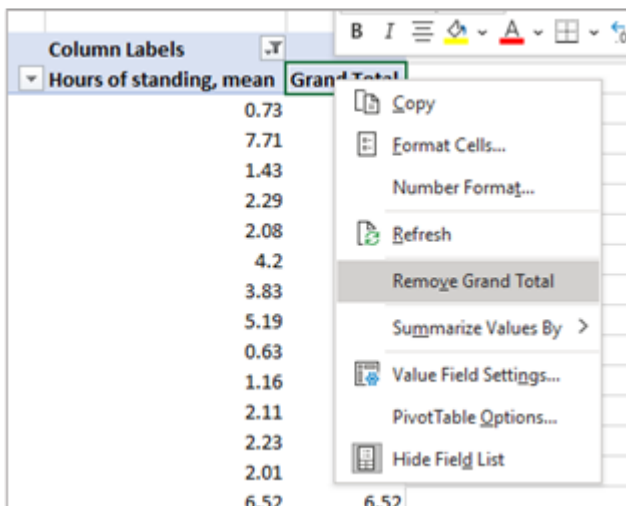 B I A
Column Labels
Hours of standing, mean Grand Total
0.73
Copy
7.71
Format Cells...
1.43
Number Format...
2.29
2.08
Refresh
4.2
3.83
Remove Grand Total
5.19
Summarize Values By
0.63
1.16
Value Field Settings...
2.11
PivotTable Options...
2.23
Hide Field List
2.01
6.52 6.52